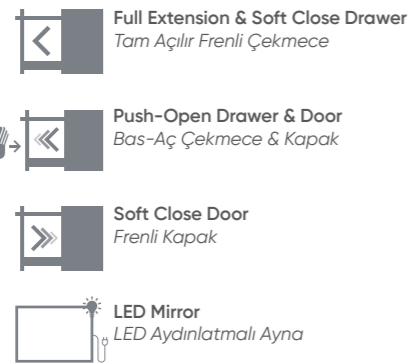 Full Extension & Soft Close Drawer
Tam Açılır Frenli Çekmece
Push-Open Drawer & Door
Bas-Aç Çekmece & Kapak
Soft Close Door
Frenli Kapak
LED Mirror
LED Aydınlatmalı Ayna